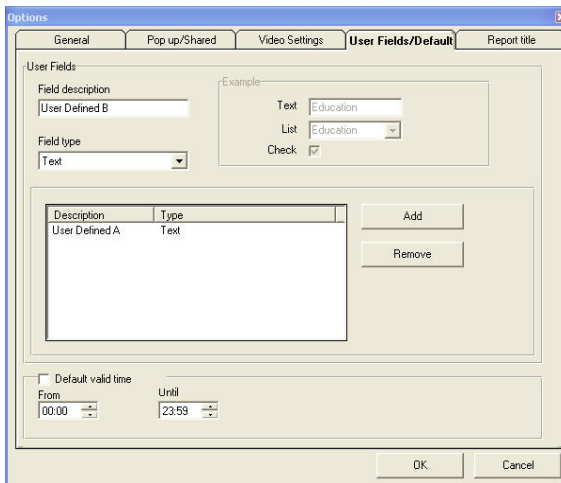 Options
General Pop up/Shared Video Settings User Fields/Default Report title
User Fields
Field description
User Defined B
Field type
Text
Example
Text Education
List Education
Check
Description Type
User Defined A Text
Add
Remove
Default valid time
From Until
00:00 23:59
OK Cancel